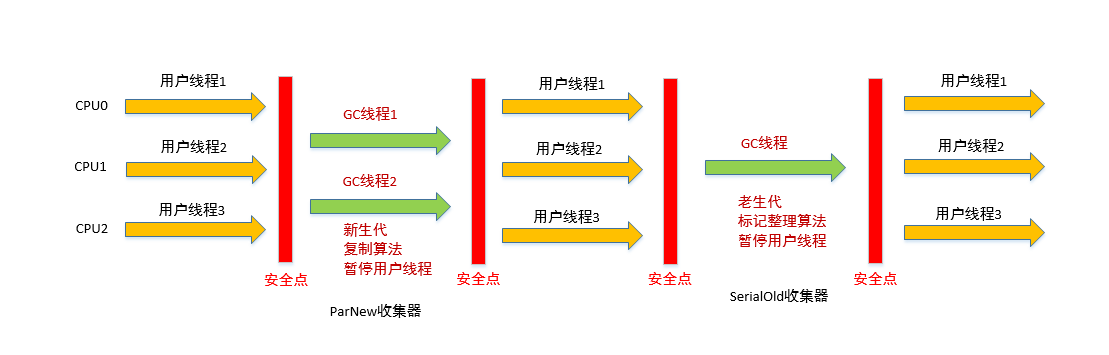 CPU0
用户线程1
CPU1
用户线程2
CPU2
用户线程3
安全点
GC线程1
GC线程2
新生代
复制算法
暂停用户线程
ParNew收集器
安全点
用户线程1
用户线程2
用户线程3
安全点
GC线程
老生代
标记整理算法
暂停用户线程
SerialOld收集器
安全点
用户线程1
用户线程2
用户线程3